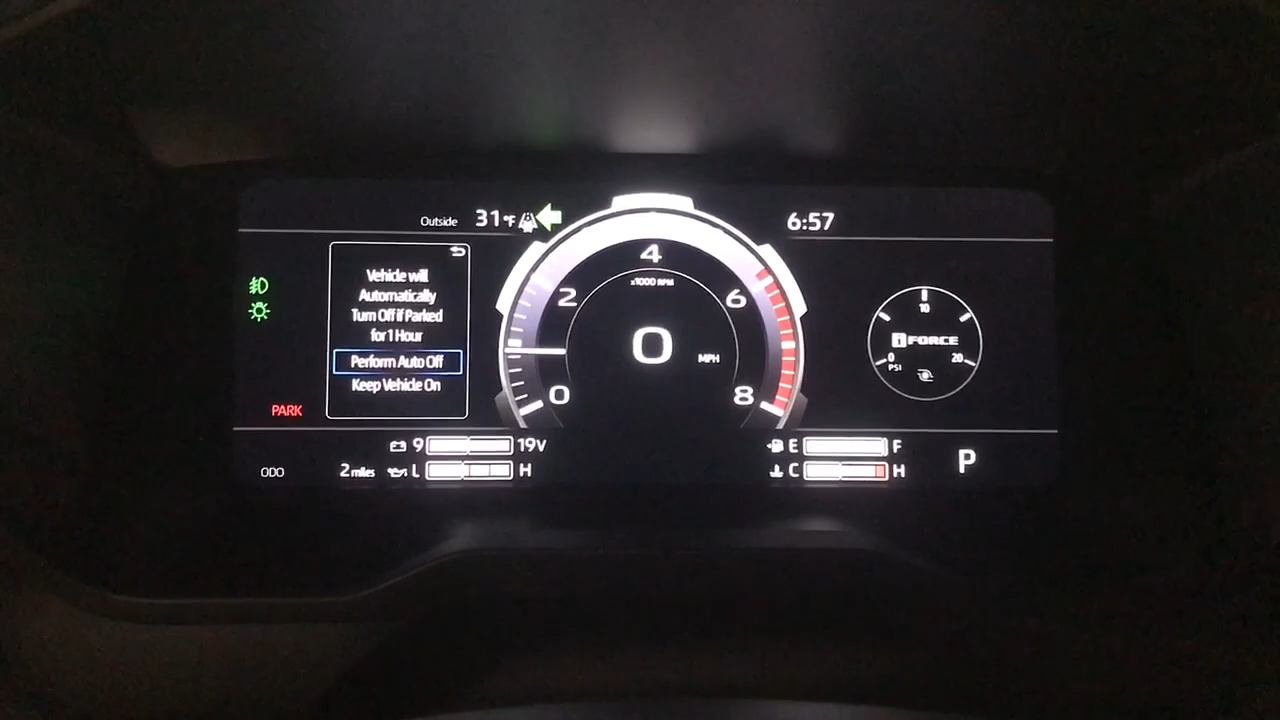 Outside 31°F
6:57
Vehicle will
Automatically
Turn Off if Parked
for 1 Hour
Perform Auto Off
Keep Vehicle On
PARK
0
2
4
6
8
x1000 RPM
0 MPH
10
i FORCE
0 20
PSI
9 19V
L H
E F
C H
ODO 2 miles
P